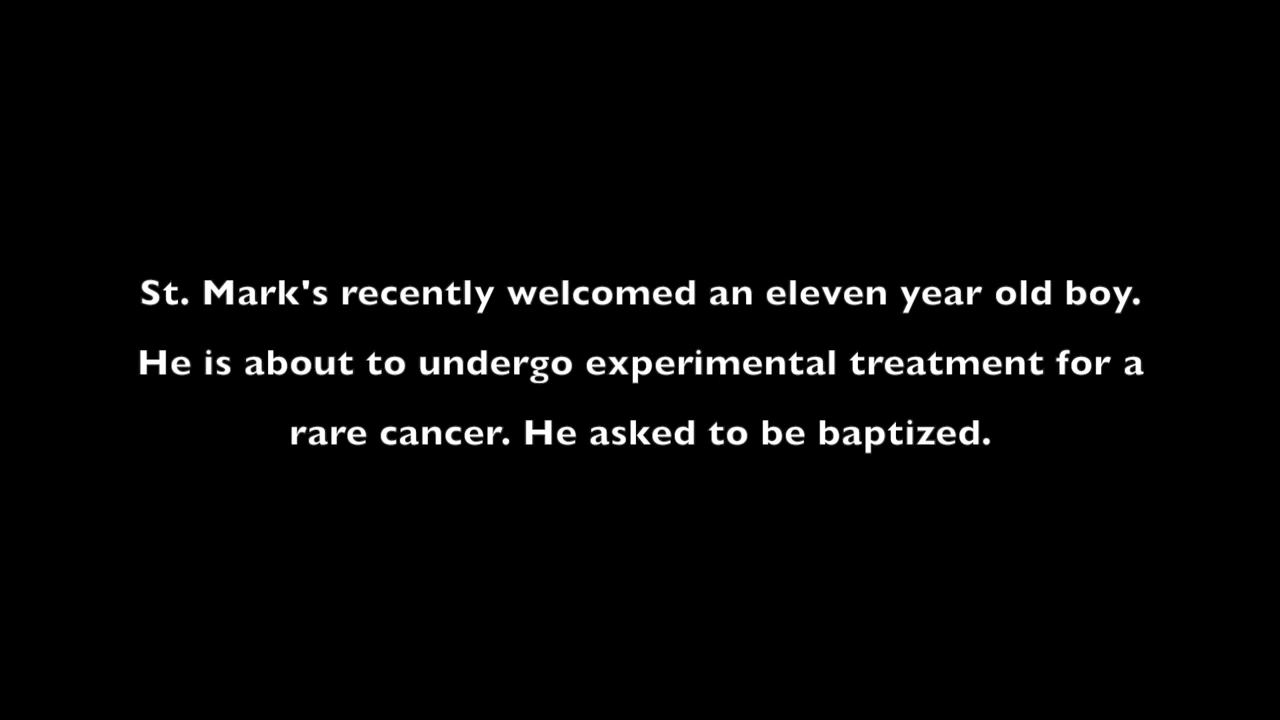 St. Mark's recently welcomed an eleven year old boy.
He is about to undergo experimental treatment for a
rare cancer. He asked to be baptized.